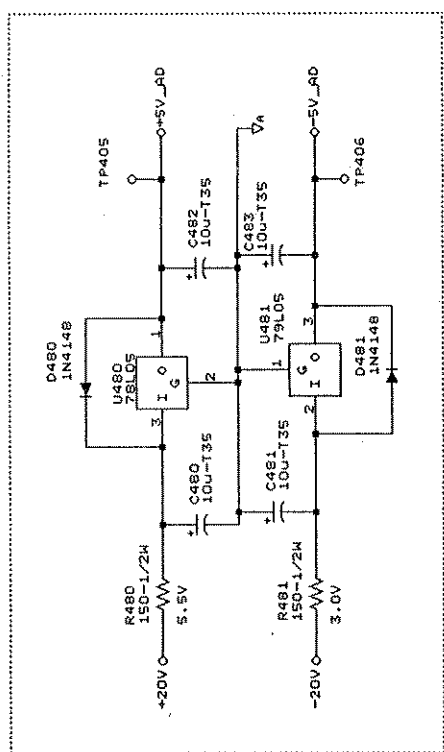 D480
1N4148
U480
78L05
I
O
G
3
1
2
TP405
+5V_AD
+20V
R480
150-1/2W
5.5V
C480
10u-T35
+
C482
10u-T35
+
A
C481
10u-T35
+
C483
10u-T35
+
U481
79L05
G
I
O
1
2
3
-20V
R481
150-1/2W
3.0V
D481
1N4148
-5V_AD
TP406